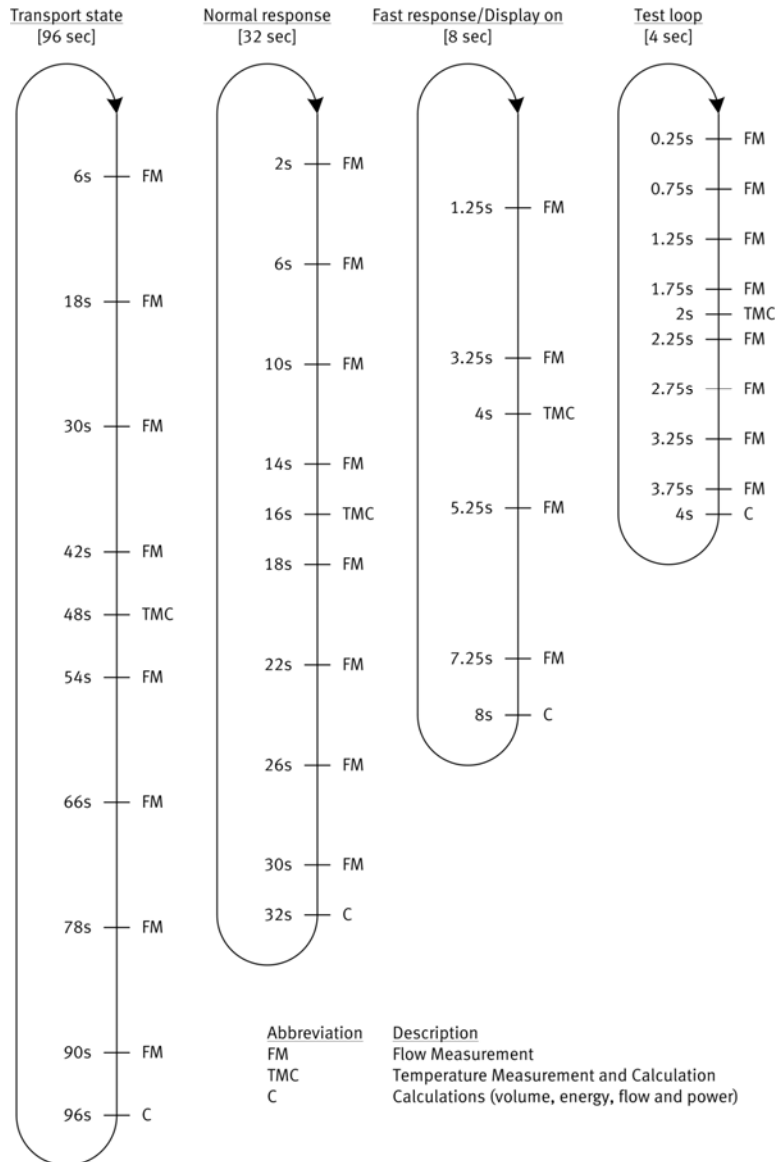 Transport state
[96 sec]
6s FM
18s FM
30s FM
42s FM
48s TMC
54s FM
66s FM
78s FM
90s FM
96s C
Normal response
[32 sec]
2s FM
6s FM
10s FM
14s FM
16s TMC
18s FM
22s FM
26s FM
30s FM
32s C
Fast response/Display on
[8 sec]
1.25s FM
3.25s FM
4s TMC
5.25s FM
7.25s FM
8s C
Test loop
[4 sec]
0.25s FM
0.75s FM
1.25s FM
1.75s FM
2s TMC
2.25s FM
2.75s FM
3.25s FM
3.75s FM
4s C
Abbreviation Description
FM Flow Measurement
TMC Temperature Measurement and Calculation
C Calculations (volume, energy, flow and power)